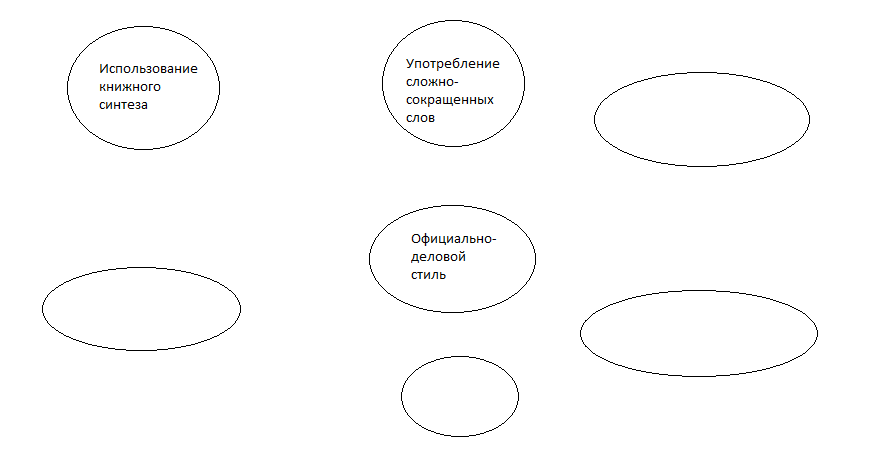 Использование
книжного
синтеза
Употребление
сложно-
сокращенных
слов
Официально-
деловой
стиль